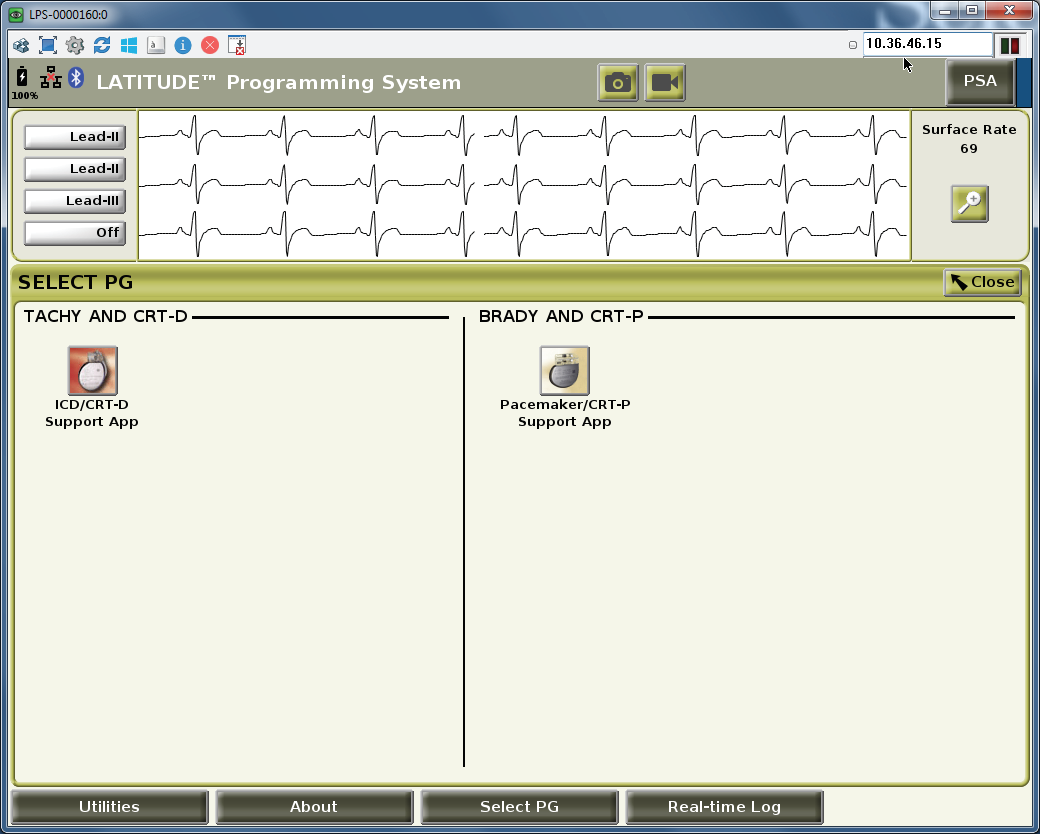 LPS-0000160:0
10.36.46.15
100%
LATITUDE™ Programming System
PSA
Lead-II
Lead-II
Lead-III
Off
Surface Rate
69
SELECT PG
Close
TACHY AND CRT-D
BRADY AND CRT-P
ICD/CRT-D
Support App
Pacemaker/CRT-P
Support App
Utilities
About
Select PG
Real-time Log